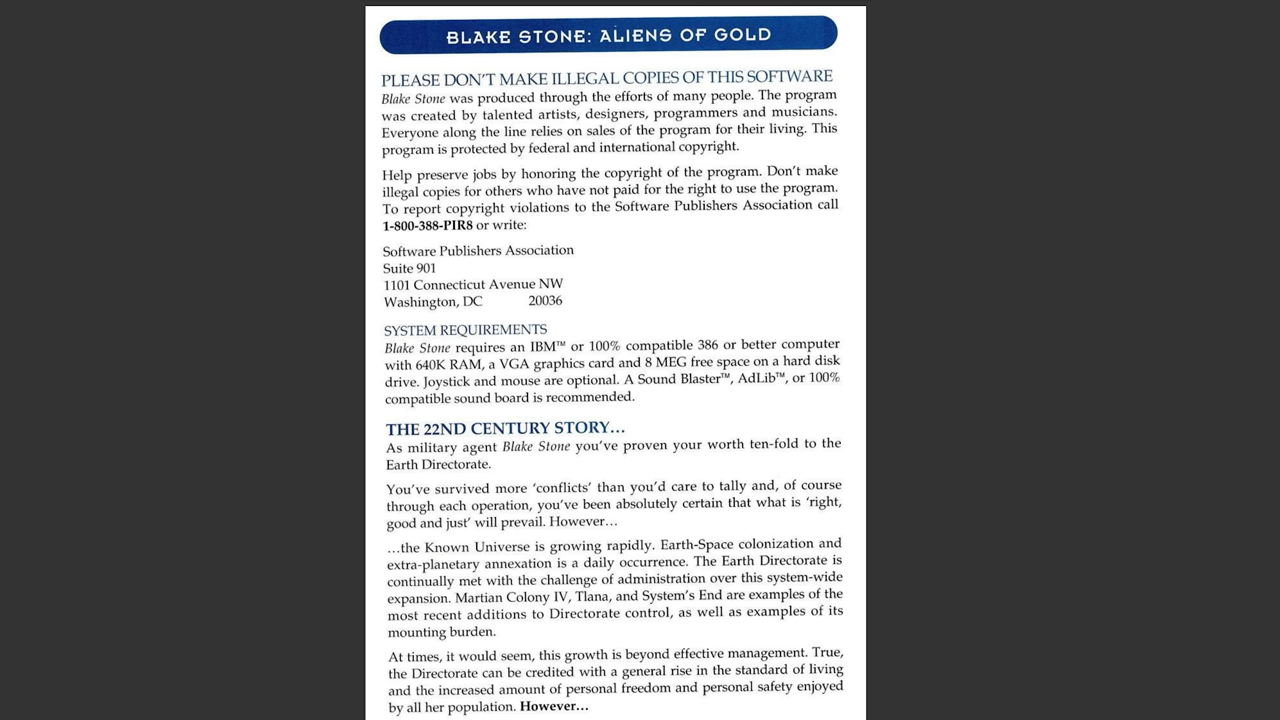 BLAKE STONE: ALIENS OF GOLD
PLEASE DON'T MAKE ILLEGAL COPIES OF THIS SOFTWARE
Blake Stone was produced through the efforts of many people. The program
was created by talented artists, designers, programmers and musicians.
Everyone along the line relies on sales of the program for their living. This
program is protected by federal and international copyright.
Help preserve jobs by honoring the copyright of the program. Don't make
illegal copies for others who have not paid for the right to use the program.
To report copyright violations to the Software Publishers Association call
1-800-388-PIR8 or write:
Software Publishers Association
Suite 901
1101 Connecticut Avenue NW
Washington, DC 20036
SYSTEM REQUIREMENTS
Blake Stone requires an IBM™ or 100% compatible 386 or better computer
with 640K RAM, a VGA graphics card and 8 MEG free space on a hard disk
drive. Joystick and mouse are optional. A Sound Blaster™, AdLib™, or 100%
compatible sound board is recommended.
THE 22ND CENTURY STORY…
As military agent Blake Stone you've proven your worth ten-fold to the
Earth Directorate.
You've survived more 'conflicts' than you'd care to tally and, of course
through each operation, you've been absolutely certain that what is 'right,
good and just' will prevail. However…
…the Known Universe is growing rapidly. Earth-Space colonization and
extra-planetary annexation is a daily occurrence. The Earth Directorate is
continually met with the challenge of administration over this system-wide
expansion. Martian Colony IV, Tlana, and System's End are examples of the
most recent additions to Directorate control, as well as examples of its
mounting burden.
At times, it would seem, this growth is beyond effective management. True,
the Directorate can be credited with a general rise in the standard of living
and the increased amount of personal freedom and personal safety enjoyed
by all her population. However…